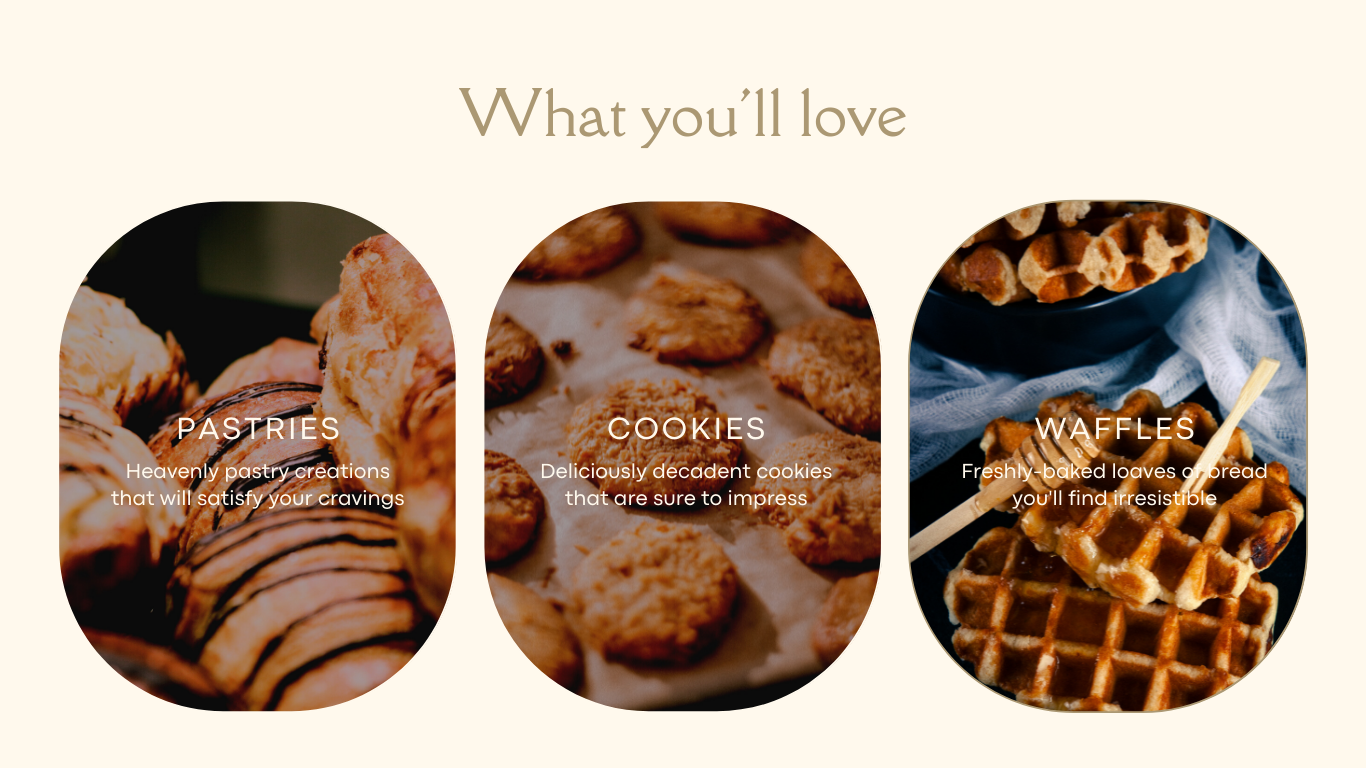 What you’ll love
PASTRIES
Heavenly pastry creations
that will satisfy your cravings
COOKIES
Deliciously decadent cookies
that are sure to impress
WAFFLES
Freshly-baked loaves of bread
you'll find irresistible